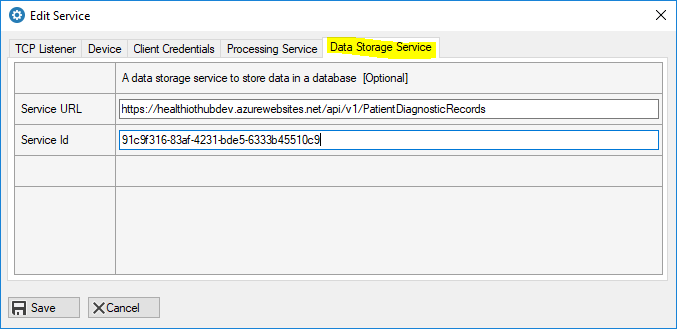 Edit Service
TCP Listener Device Client Credentials Processing Service Data Storage Service
A data storage service to store data in a database [Optional]
Service URL https://healthiothubdev.azurewebsites.net/api/v1/PatientDiagnosticRecords
Service Id 91c9f316-83af-4231-bde5-6333b45510c9
Save Cancel